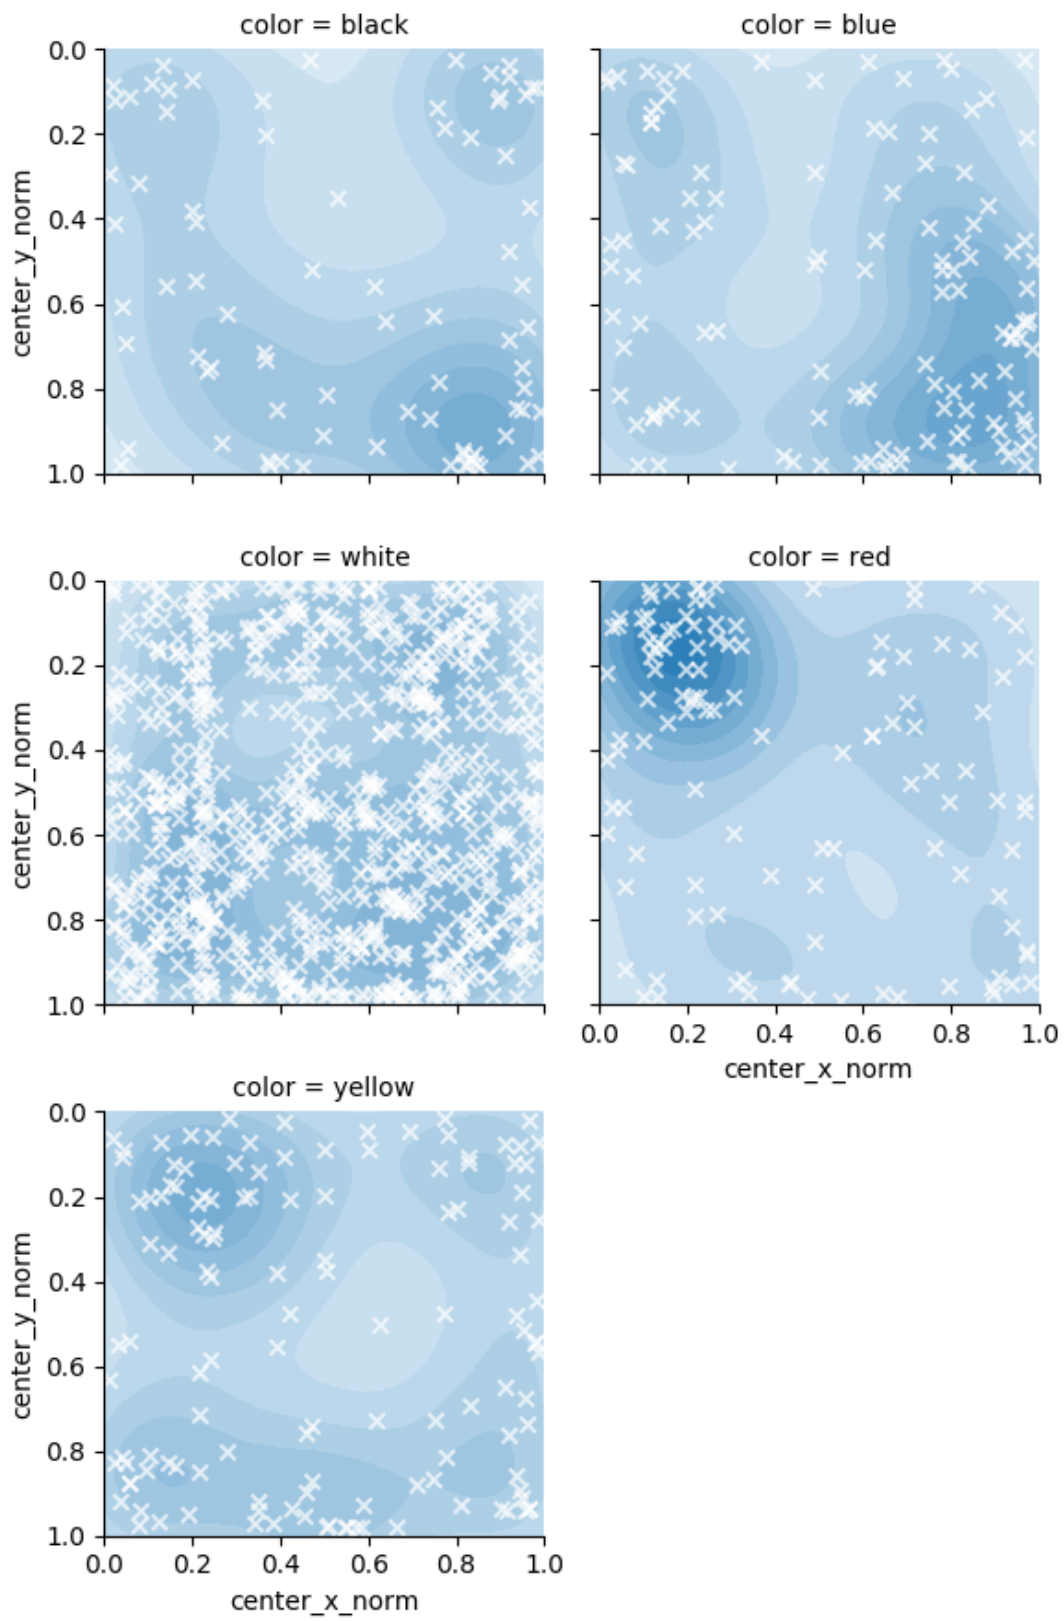 color = black
color = blue
0.0
0.2
0.4
0.6
0.8
1.0
center_y_norm
color = white
color = red
0.0
0.2
0.4
0.6
0.8
1.0
center_y_norm
0.0 0.2 0.4 0.6 0.8 1.0
center_x_norm
color = yellow
0.0
0.2
0.4
0.6
0.8
1.0
center_y_norm
0.0 0.2 0.4 0.6 0.8 1.0
center_x_norm